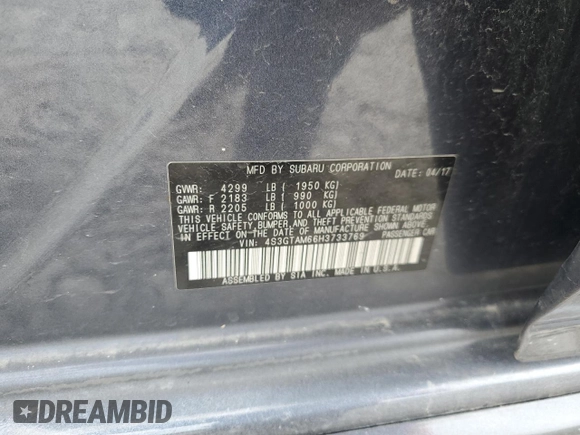 MFD BY SUBARU CORPORATION DATE: 04/17
GVWR: 4299 LB ( 1950 KG)
GAWR: F 2183 LB ( 990 KG)
GAWR: R 2205 LB ( 1000 KG)
THIS VEHICLE CONFORMS TO ALL APPLICABLE FEDERAL MOTOR
VEHICLE SAFETY,BUMPER,AND THEFT PREVENTION STANDARDS
IN EFFECT ON THE DATE OF MANUFACTURE SHOWN ABOVE.
VIN: 4S3GTAM66H3733769 PASSENGER CAR
ASSEMBLED BY SIA INC. MADE IN U.S.A.
DREAMBID